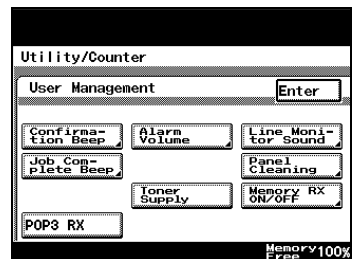 Utility/Counter
User Management
Enter
Confirma-
tion Beep
Alarm
Volume
Line Moni-
tor Sound
Job Com-
plete Beep
Panel
Cleaning
Toner
Supply
Memory RX
ON/OFF
POP3 RX
Memory
Free 100%